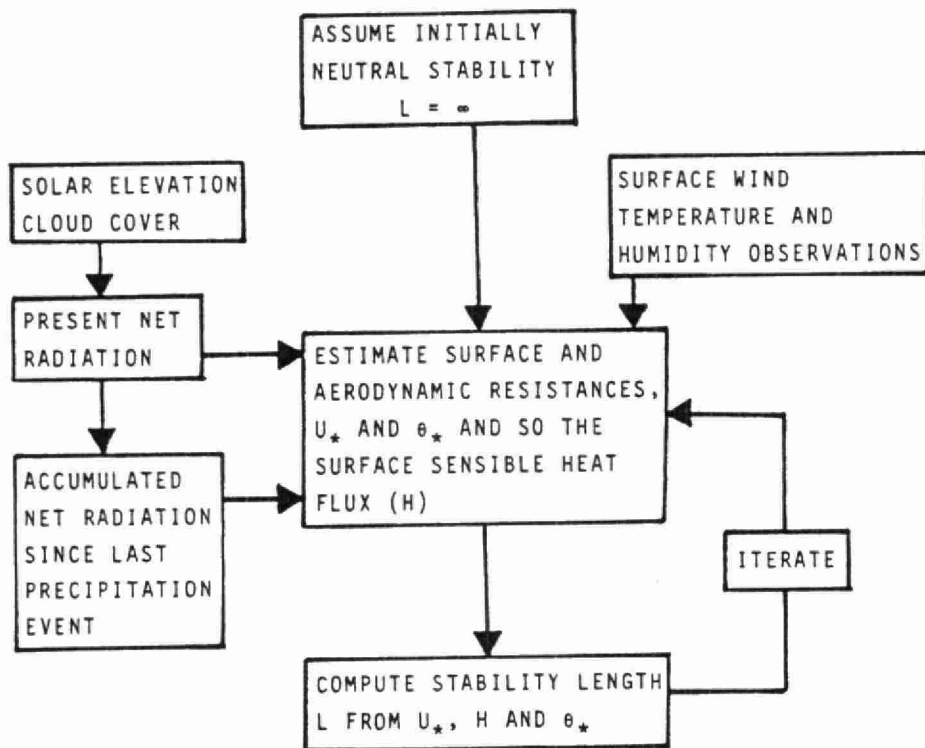 ASSUME INITIALLY
NEUTRAL STABILITY
L = ∞
SOLAR ELEVATION
CLOUD COVER
SURFACE WIND
TEMPERATURE AND
HUMIDITY OBSERVATIONS
PRESENT NET
RADIATION
ESTIMATE SURFACE AND
AERODYNAMIC RESISTANCES,
U* AND θ* AND SO THE
SURFACE SENSIBLE HEAT
FLUX (H)
ACCUMULATED
NET RADIATION
SINCE LAST
PRECIPITATION
EVENT
ITERATE
COMPUTE STABILITY LENGTH
L FROM U*, H AND θ*